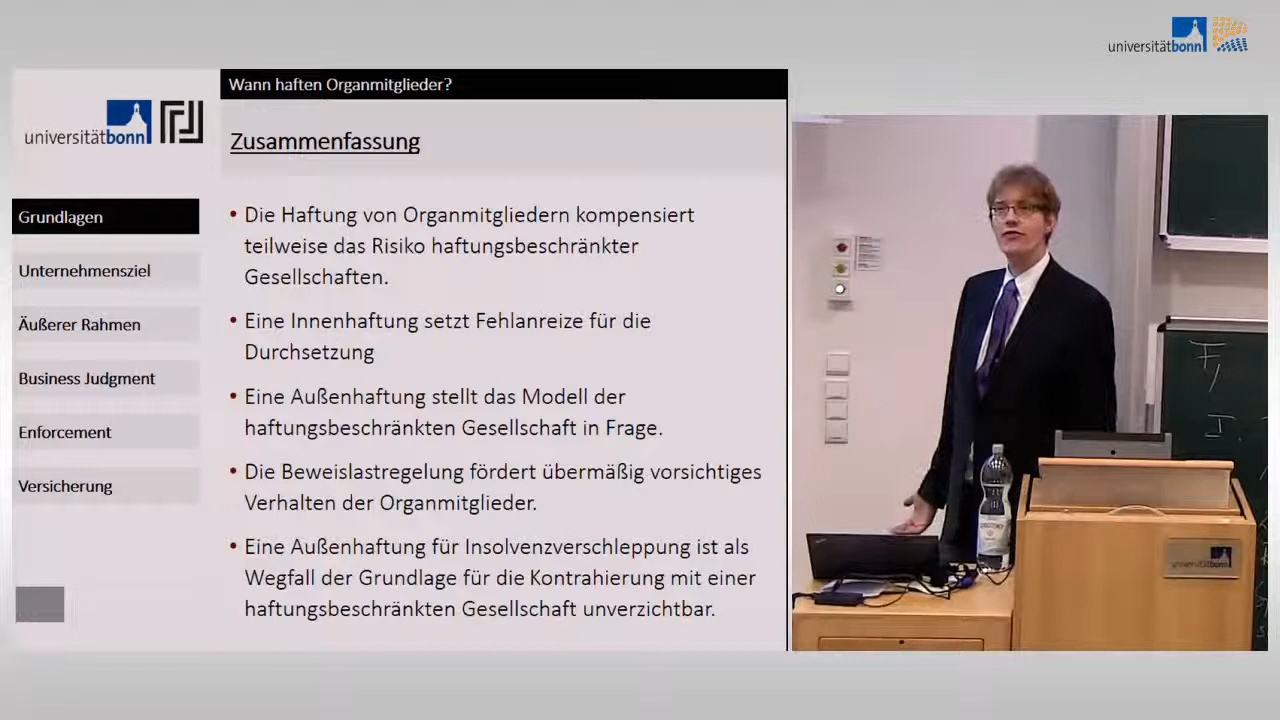 universitätbonn
Wann haften Organmitglieder?
universitätbonn
Zusammenfassung
Grundlagen
Unternehmensziel
Äußerer Rahmen
Business Judgment
Enforcement
Versicherung
• Die Haftung von Organmitgliedern kompensiert
teilweise das Risiko haftungsbeschränkter
Gesellschaften.
• Eine Innenhaftung setzt Fehlanreize für die
Durchsetzung
• Eine Außenhaftung stellt das Modell der
haftungsbeschränkten Gesellschaft in Frage.
• Die Beweislastregelung fördert übermäßig vorsichtiges
Verhalten der Organmitglieder.
• Eine Außenhaftung für Insolvenzverschleppung ist als
Wegfall der Grundlage für die Kontrahierung mit einer
haftungsbeschränkten Gesellschaft unverzichtbar.
universitätbonn